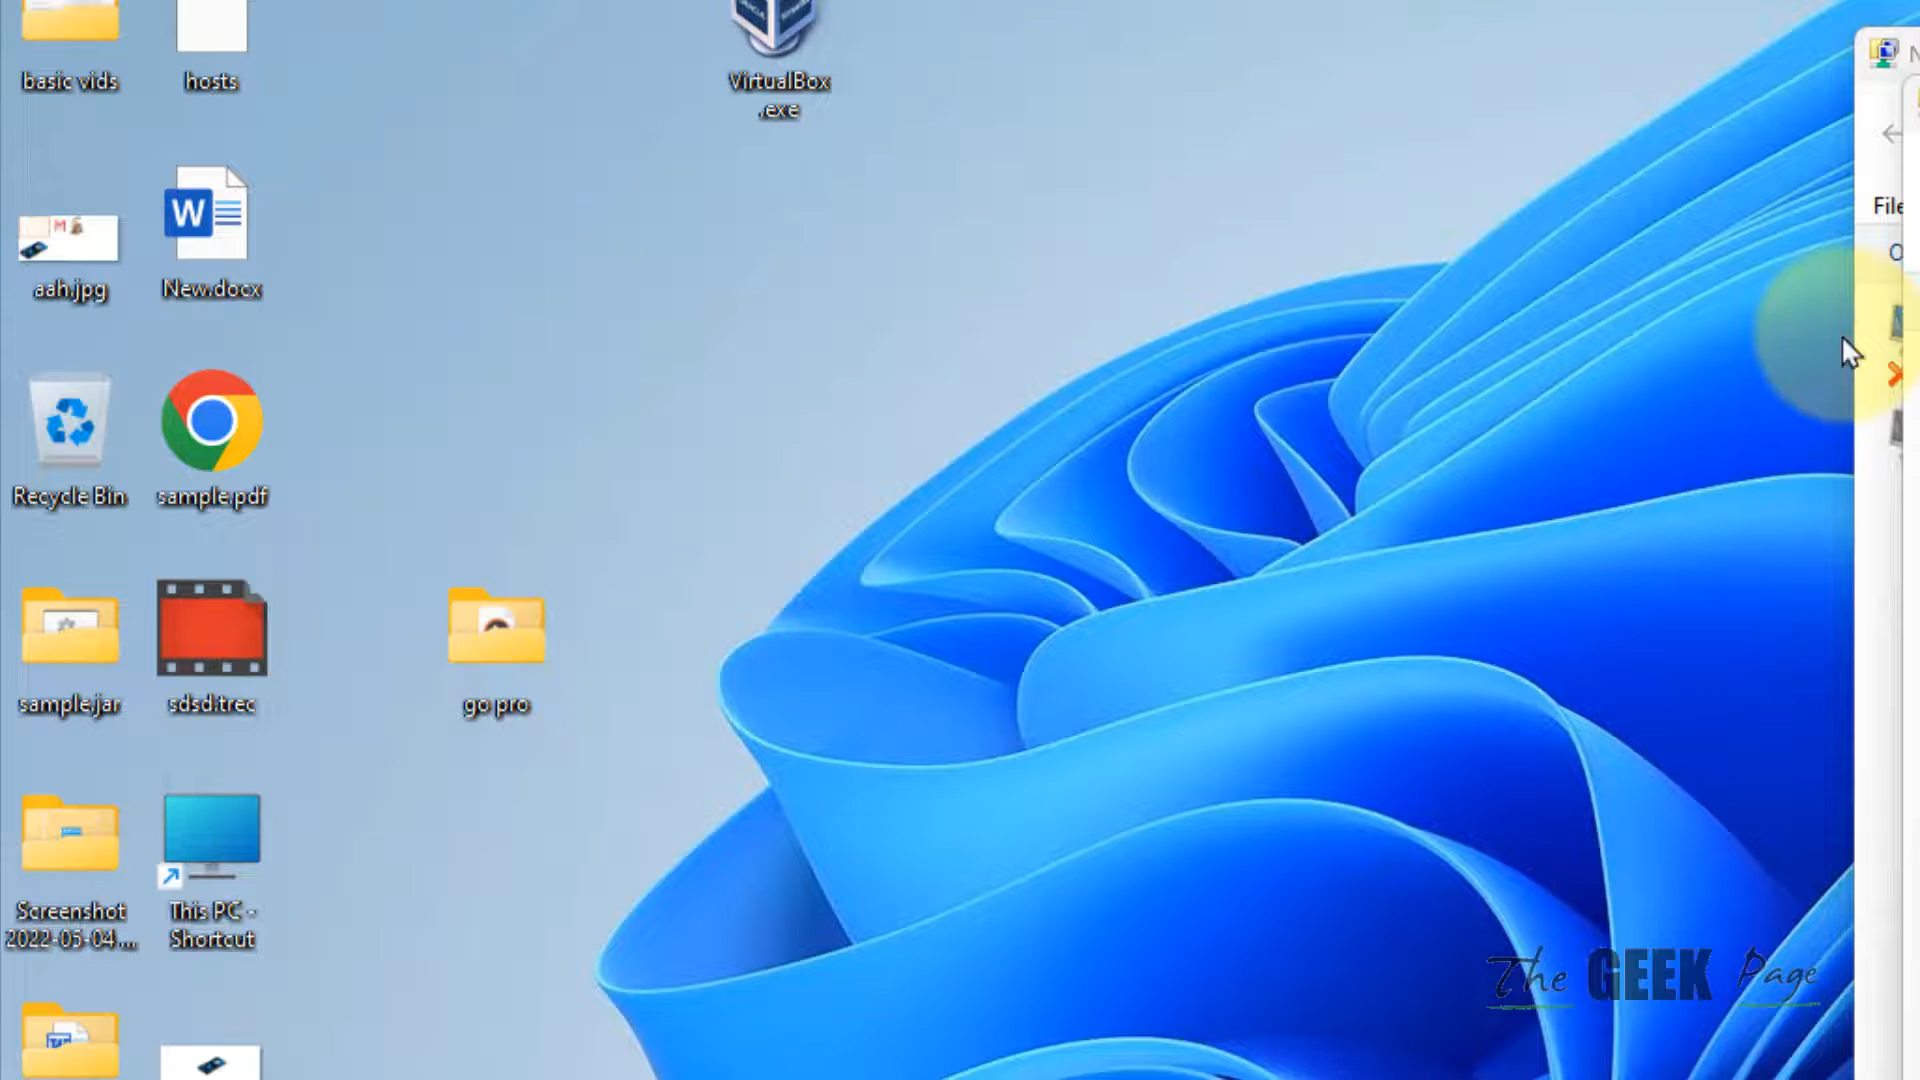 basic vids
hosts
VirtualBox
.exe
File
aah.jpg
W
New.docx
Recycle Bin
sample.pdf
sample.jar
sdsd.trec
go pro
Screenshot
2022-05-04...
This PC -
Shortcut
The GEEK Page